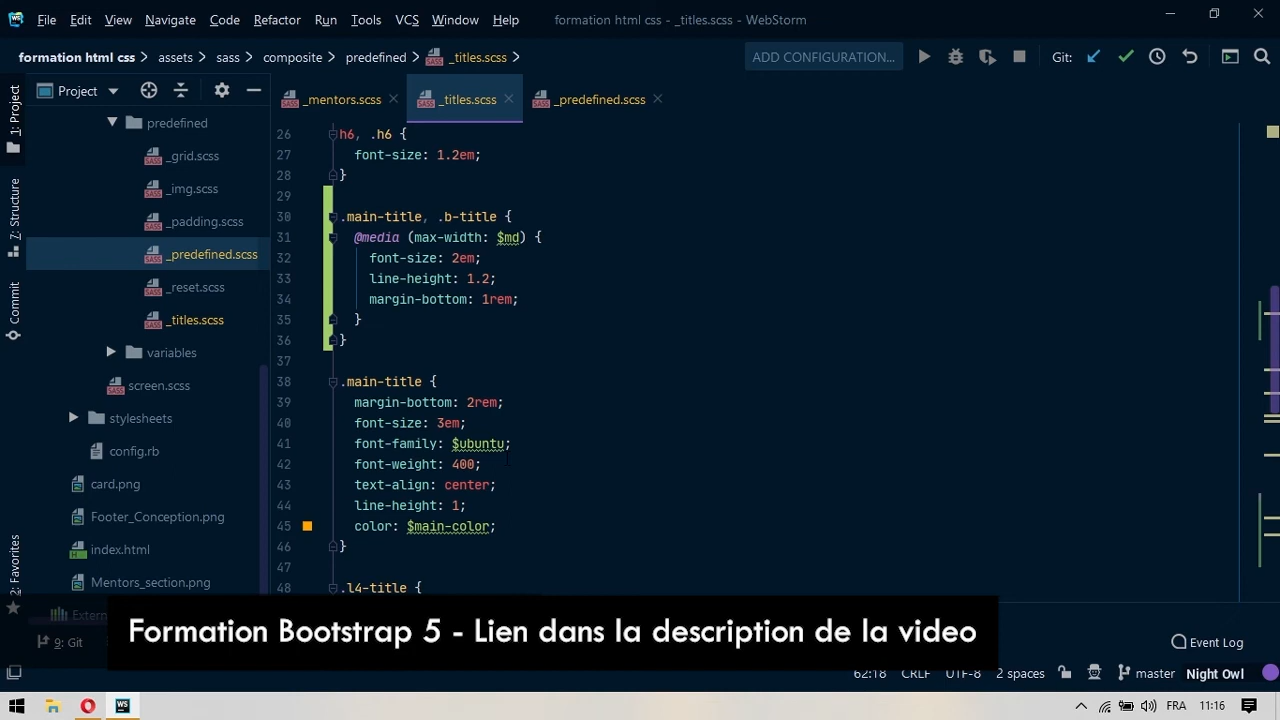 WS File Edit View Navigate Code Refactor Run Tools VCS Window Help formation html css - _titles.scss - WebStorm
formation html css assets sass composite predefined _titles.scss ADD CONFIGURATION... Git:
Project _mentors.scss _titles.scss _predefined.scss
1: Project
7: Structure
Commit
2: Favorites
predefined
_grid.scss
_img.scss
_padding.scss
_predefined.scss
_reset.scss
_titles.scss
variables
screen.scss
stylesheets
config.rb
card.png
Footer_Conception.png
index.html
Mentors_section.png
Extern
26 h6, .h6 {
27 font-size: 1.2em;
28 }
29
30 .main-title, .b-title {
31 @media (max-width: $md) {
32 font-size: 2em;
33 line-height: 1.2;
34 margin-bottom: 1rem;
35 }
36 }
37
38 .main-title {
39 margin-bottom: 2rem;
40 font-size: 3em;
41 font-family: $ubuntu;
42 font-weight: 400;
43 text-align: center;
44 line-height: 1;
45 color: $main-color;
46 }
47
48 .l4-title {
Formation Bootstrap 5 - Lien dans la description de la video
9: Git Event Log
62:18 CRLF UTF-8 2 spaces master Night Owl
WS FRA 11:16